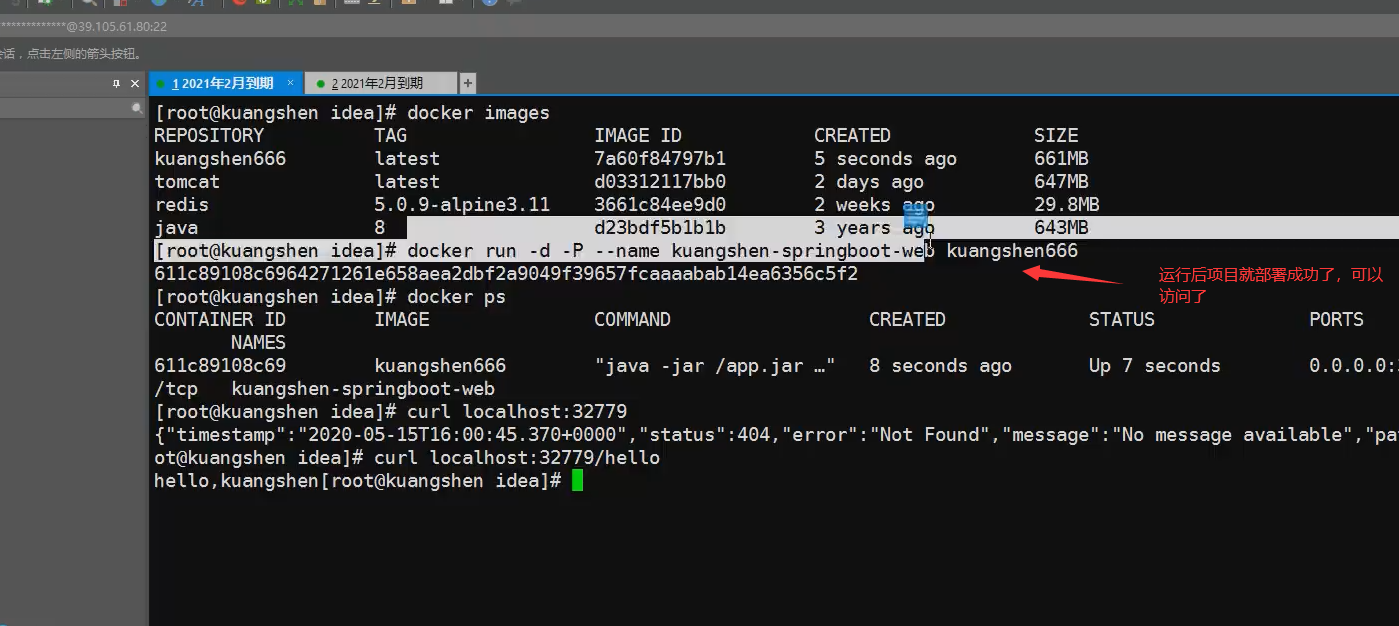 *************@39.105.61.80:22
话，点击左侧的箭头按钮。
1 2021年2月到期 × 2 2021年2月到期 +
[root@kuangshen idea]# docker images
REPOSITORY TAG IMAGE ID CREATED SIZE
kuangshen666 latest 7a60f84797b1 5 seconds ago 661MB
tomcat latest d03312117bb0 2 days ago 647MB
redis 5.0.9-alpine3.11 3661c84ee9d0 2 weeks ago 29.8MB
java 8 d23bdf5b1b1b 3 years ago 643MB
[root@kuangshen idea]# docker run -d -P --name kuangshen-springboot-web kuangshen666
611c89108c6964271261e658aea2dbf2a9049f39657fcaaaabab14ea6356c5f2
运行后项目就部署成功了，可以
访问了
[root@kuangshen idea]# docker ps
CONTAINER ID IMAGE COMMAND CREATED STATUS PORTS
NAMES
611c89108c69 kuangshen666 "java -jar /app.jar …" 8 seconds ago Up 7 seconds 0.0.0.0:
/tcp kuangshen-springboot-web
[root@kuangshen idea]# curl localhost:32779
{"timestamp":"2020-05-15T16:00:45.370+0000","status":404,"error":"Not Found","message":"No message available","pa
ot@kuangshen idea]# curl localhost:32779/hello
hello,kuangshen[root@kuangshen idea]#